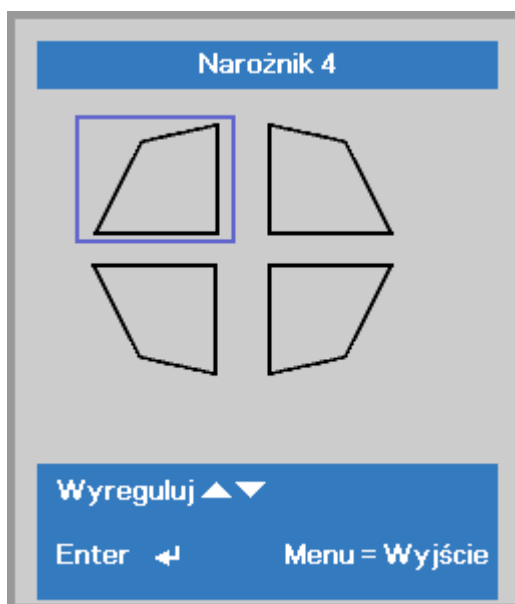 Narożnik 4
Wyreguluj ▲▼
Enter ↵ Menu = Wyjście